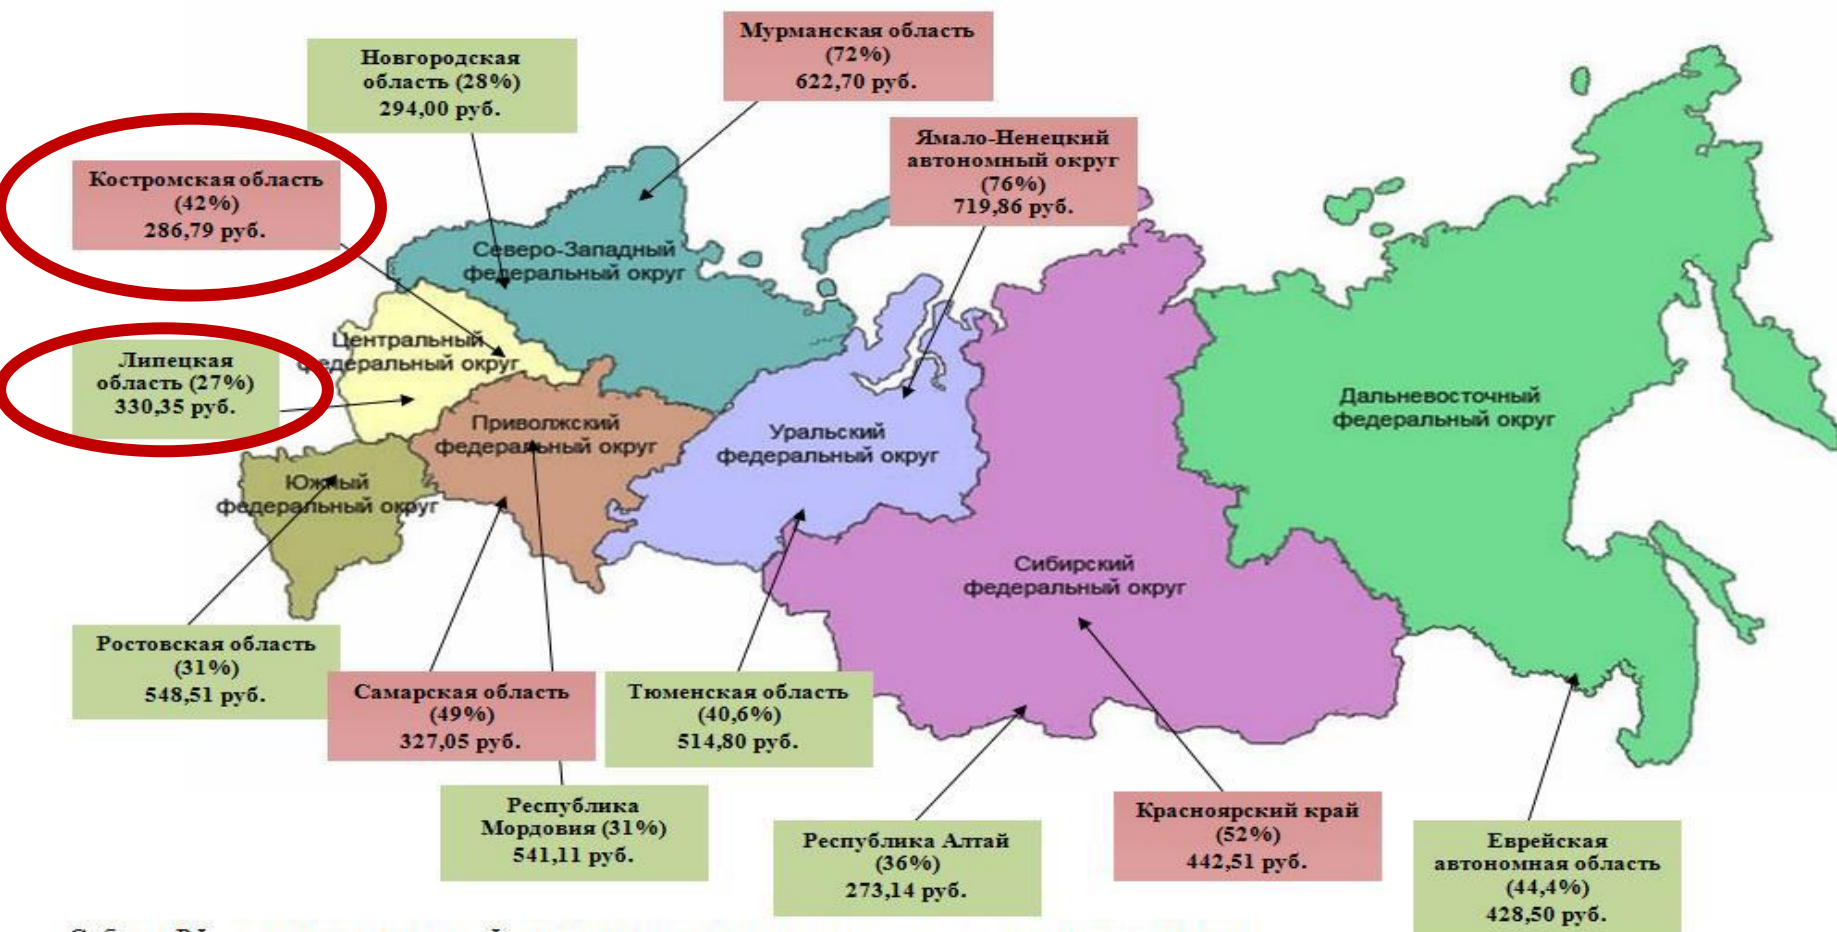 Мурманская область
(72%)
622,70 руб.
Новгородская
область (28%)
294,00 руб.
Ямало-Ненецкий
автономный округ
(76%)
719,86 руб.
Костромская область
(42%)
286,79 руб.
Северо-Западный
федеральный округ
Центральный
федеральный округ
Липецкая
область (27%)
330,35 руб.
Дальневосточный
федеральный округ
Приволжский
федеральный округ
Уральский
федеральный округ
Южный
федеральный округ
Сибирский
федеральный округ
Ростовская область
(31%)
548,51 руб.
Самарская область
(49%)
327,05 руб.
Тюменская область
(40,6%)
514,80 руб.
Республика
Мордовия (31%)
541,11 руб.
Республика Алтай
(36%)
273,14 руб.
Красноярский край
(52%)
442,51 руб.
Еврейская
автономная область
(44,4%)
428,50 руб.